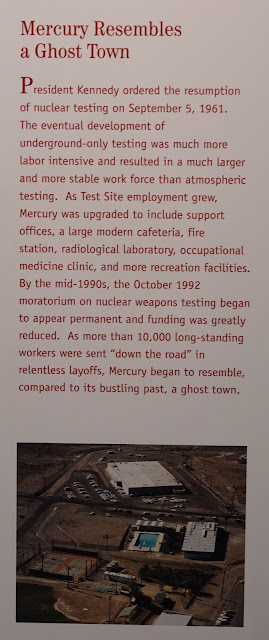 Mercury Resembles
a Ghost Town
President Kennedy ordered the resumption
of nuclear testing on September 5, 1961.
The eventual development of
underground-only testing was much more
labor intensive and resulted in a much larger
and more stable work force than atmospheric
testing. As Test Site employment grew,
Mercury was upgraded to include support
offices, a large modern cafeteria, fire
station, radiological laboratory, occupational
medicine clinic, and more recreation facilities.
By the mid-1990s, the October 1992
moratorium on nuclear weapons testing began
to appear permanent and funding was greatly
reduced. As more than 10,000 long-standing
workers were sent “down the road” in
relentless layoffs, Mercury began to resemble,
compared to its bustling past, a ghost town.